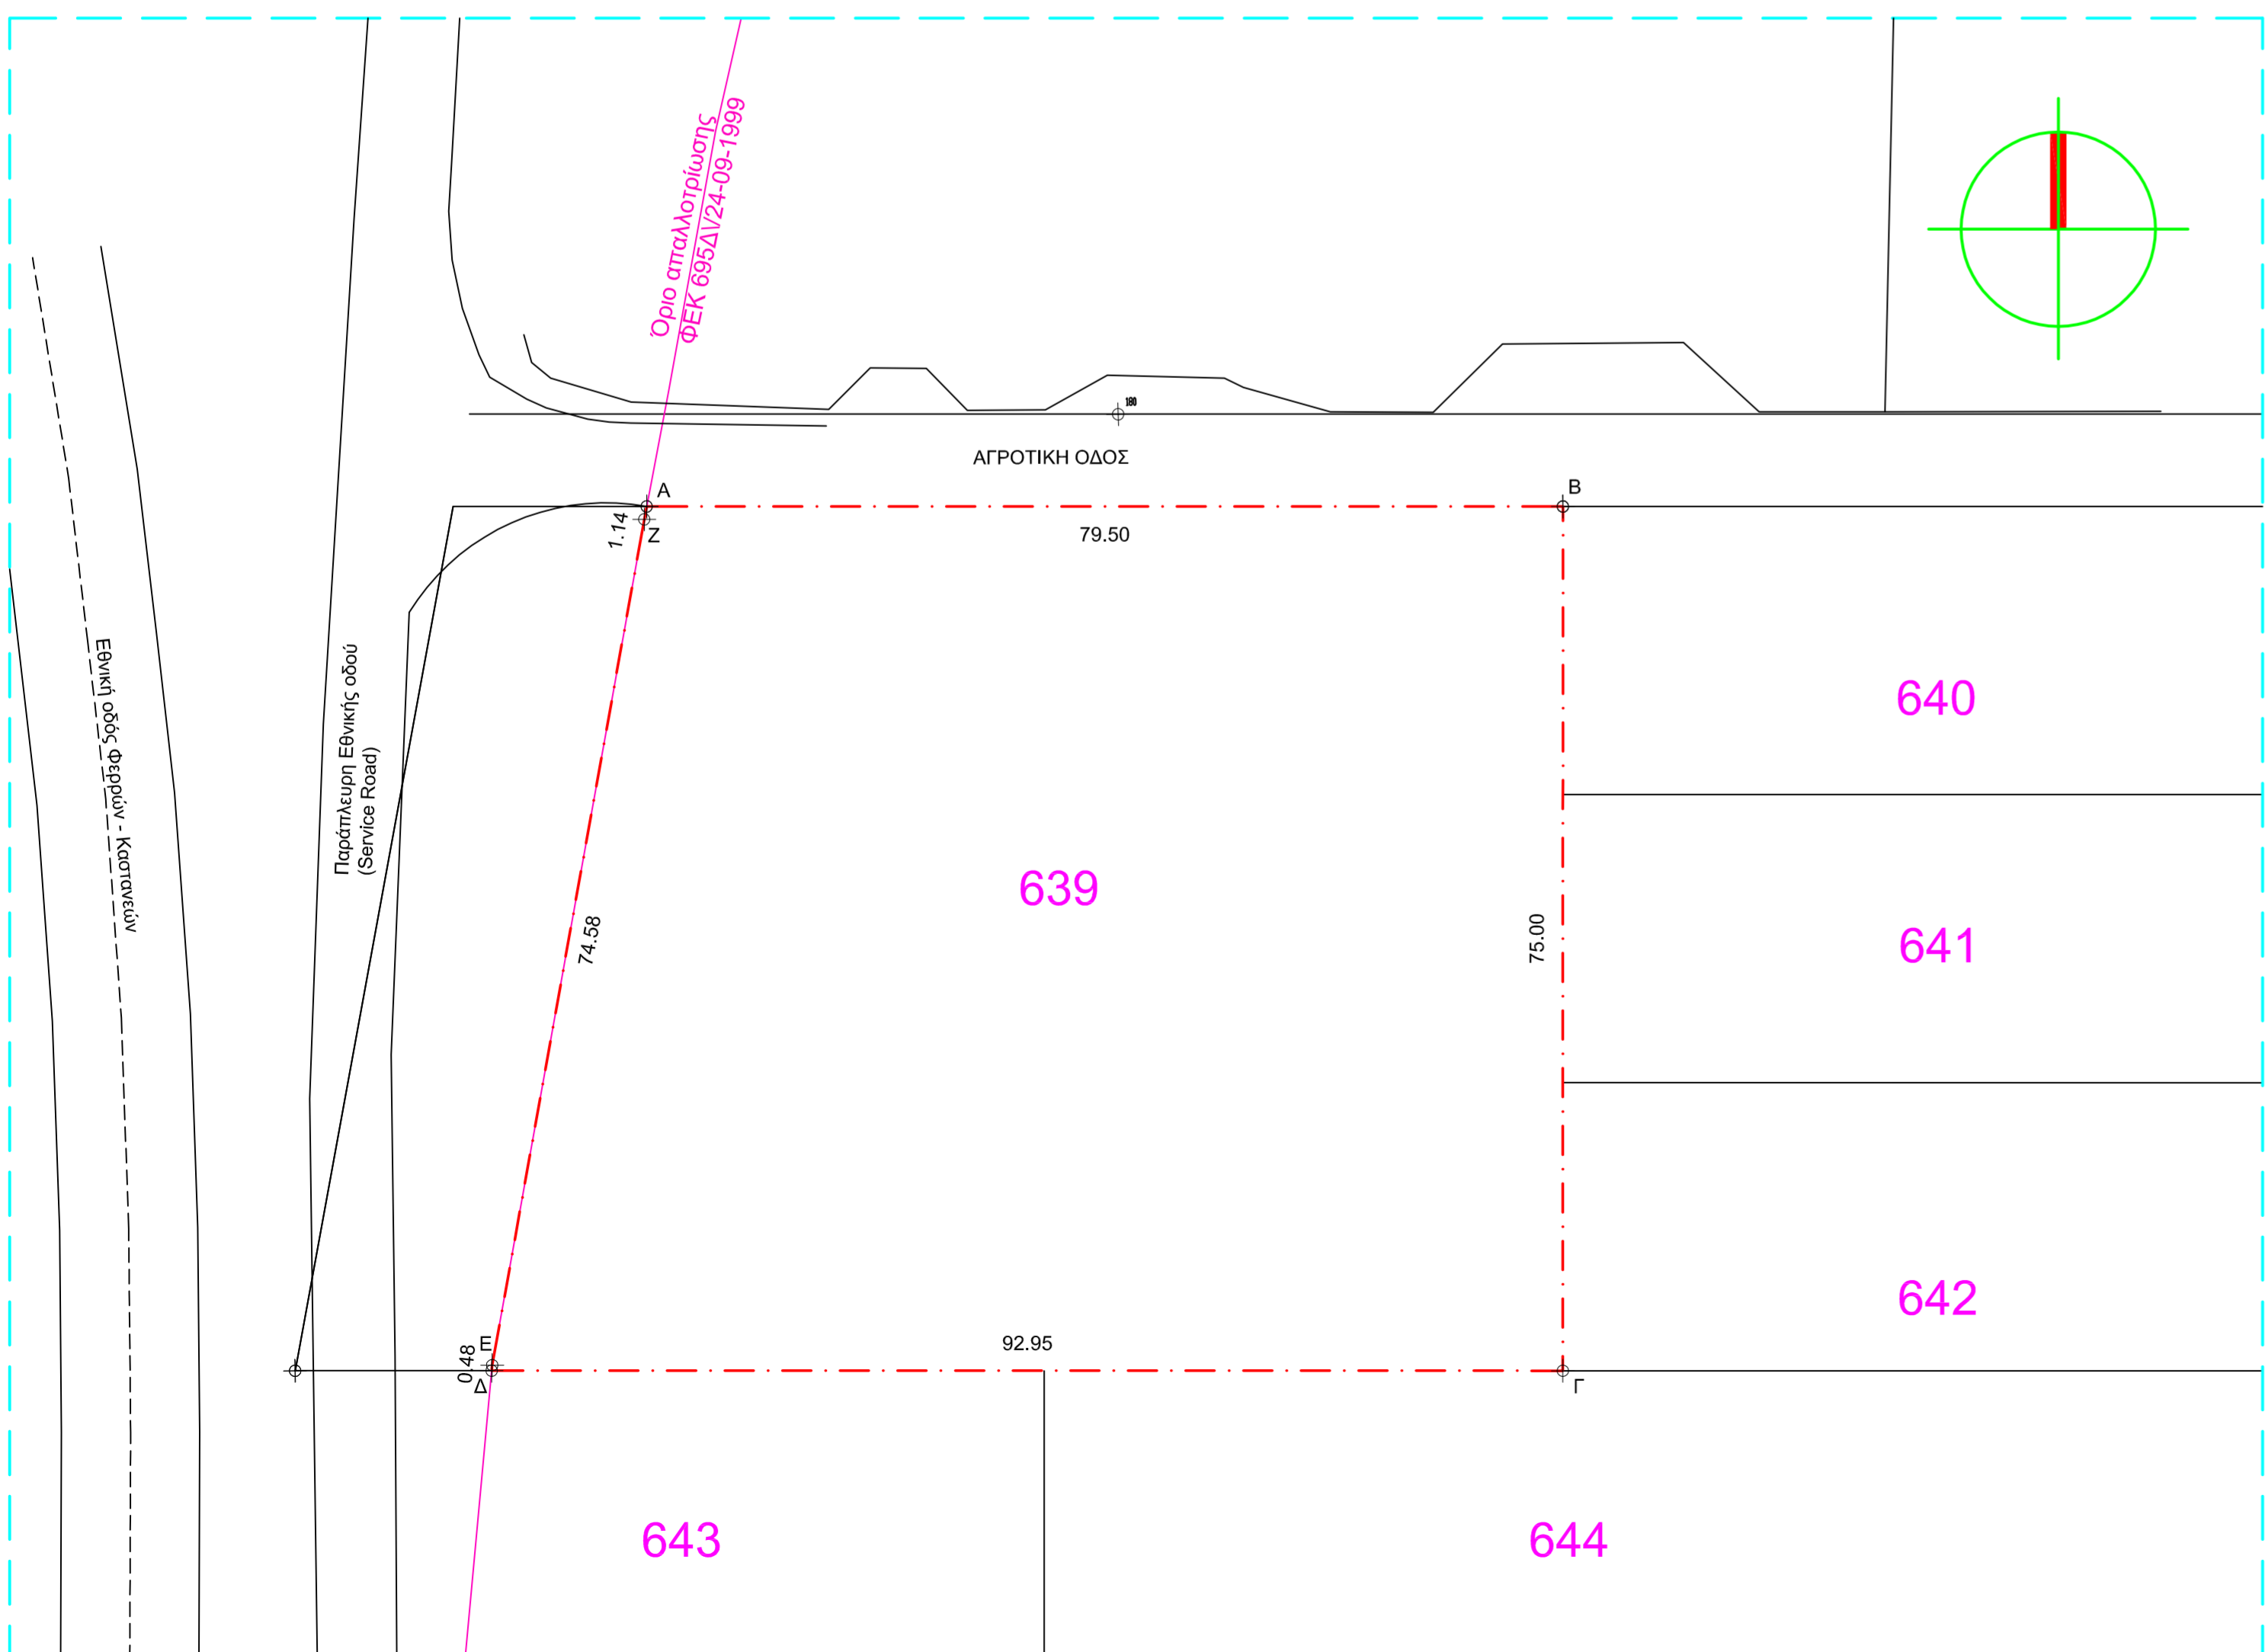 Όριο απαλλοτρίωσης
ΦΕΚ 695Δ\/24-09-1999
180
ΑΓΡΟΤΙΚΗ ΟΔΟΣ
Α
Β
1.14
Ζ
79.50
Εθνική οδός Φερρών - Καστανεών
Παράπλευρη Εθνικής οδού
(Service Road)
640
639
74.58
75.00
641
642
0.48
Ε
92.95
Δ
Γ
643
644